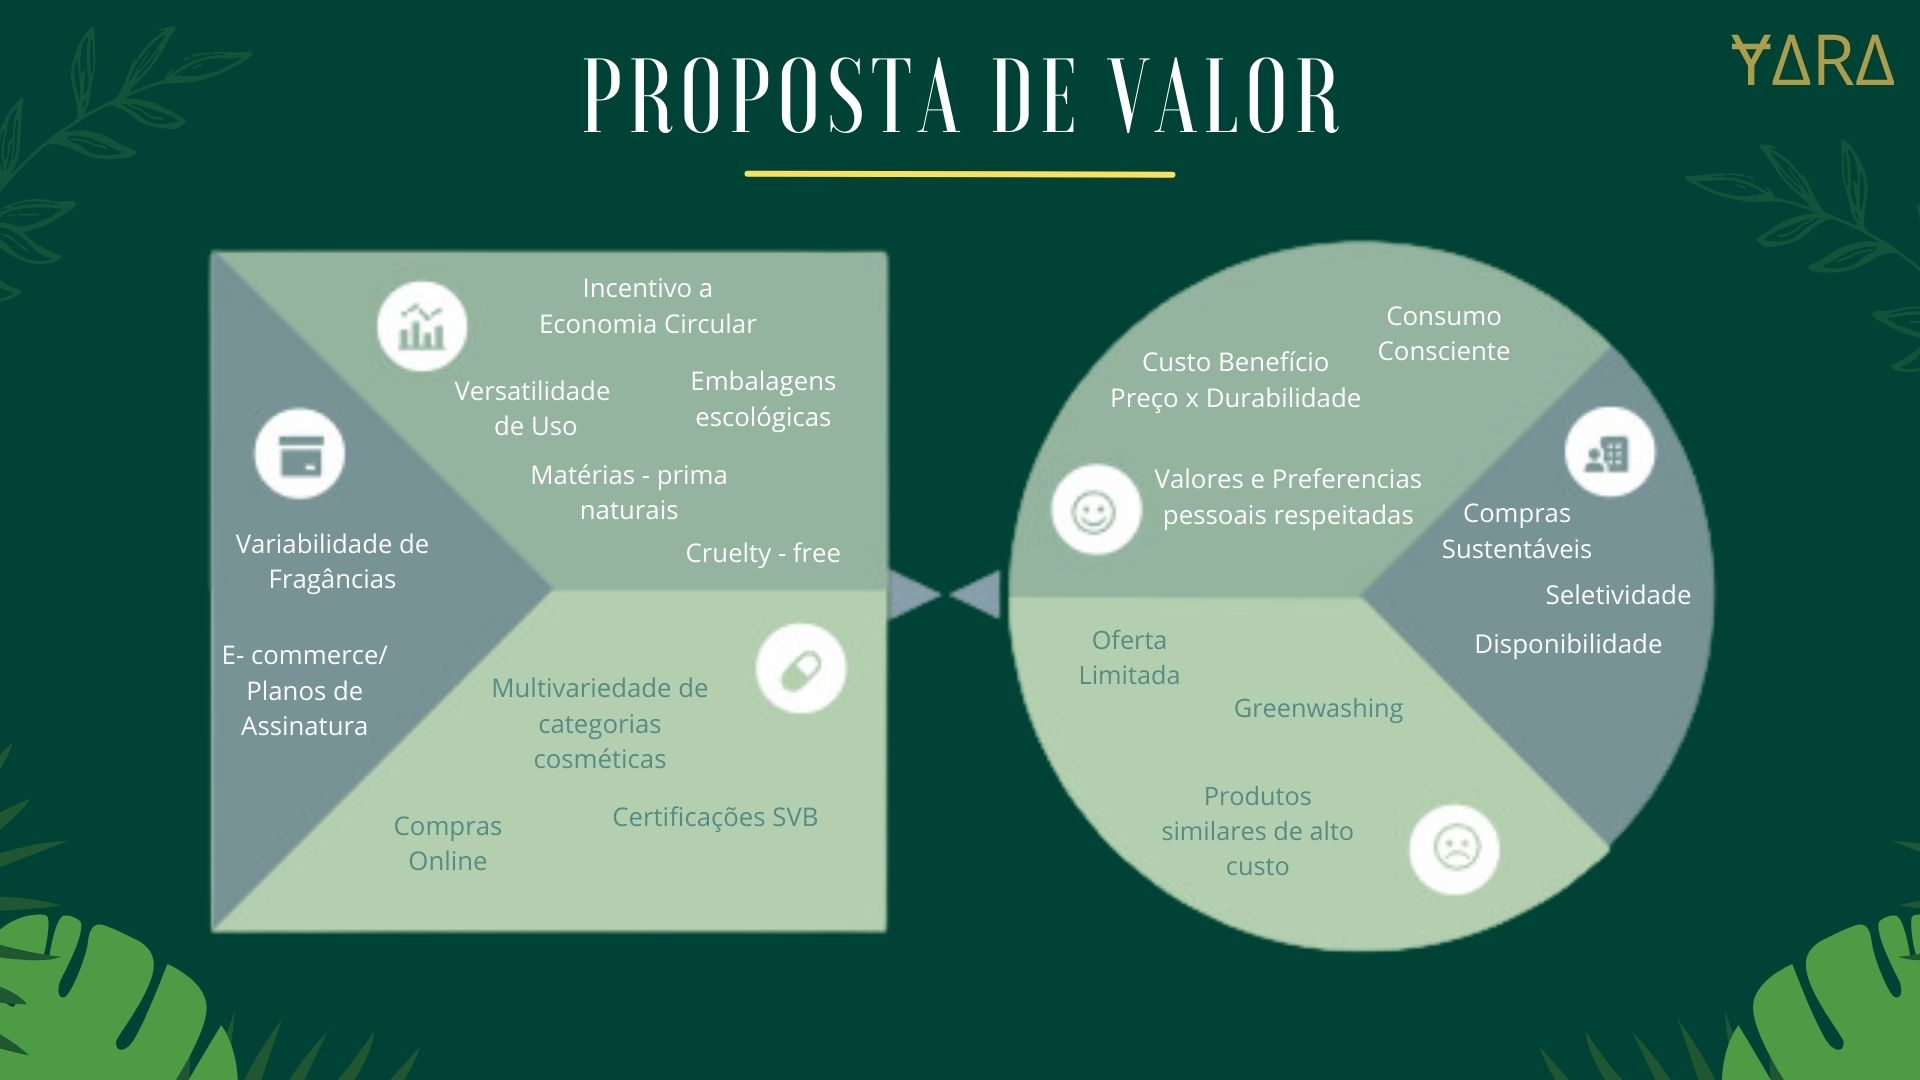 PROPOSTA DE VALOR
YARA
Incentivo a
Economia Circular
Versatilidade
de Uso
Embalagens
escológicas
Matérias - prima
naturais
Cruelty - free
Variabilidade de
Fragâncias
E- commerce/
Planos de
Assinatura
Multivariedade de
categorias
cosméticas
Certificações SVB
Compras
Online
Consumo
Consciente
Custo Benefício
Preço x Durabilidade
Valores e Preferencias
pessoais respeitadas
Compras
Sustentáveis
Seletividade
Disponibilidade
Oferta
Limitada
Greenwashing
Produtos
similares de alto
custo